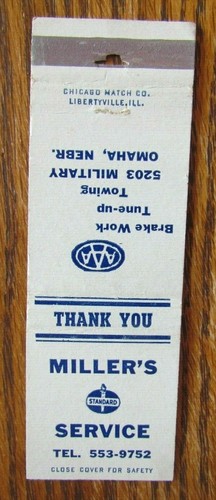 CHICAGO MATCH CO.
LIBERTYVILLE, ILL.
Brake Work
Tune-up
Towing
5203 MILITARY
OMAHA, NEBR.
AAA
THANK YOU
MILLER'S
STANDARD
SERVICE
TEL. 553-9752
CLOSE COVER FOR SAFETY